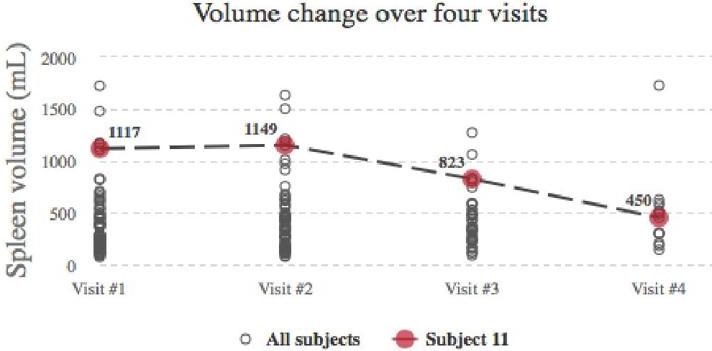 Volume change over four visits
Spleen volume (mL)
2000
1500
1000
500
0
1117
1149
823
450
Visit #1
Visit #2
Visit #3
Visit #4
All subjects
Subject 11